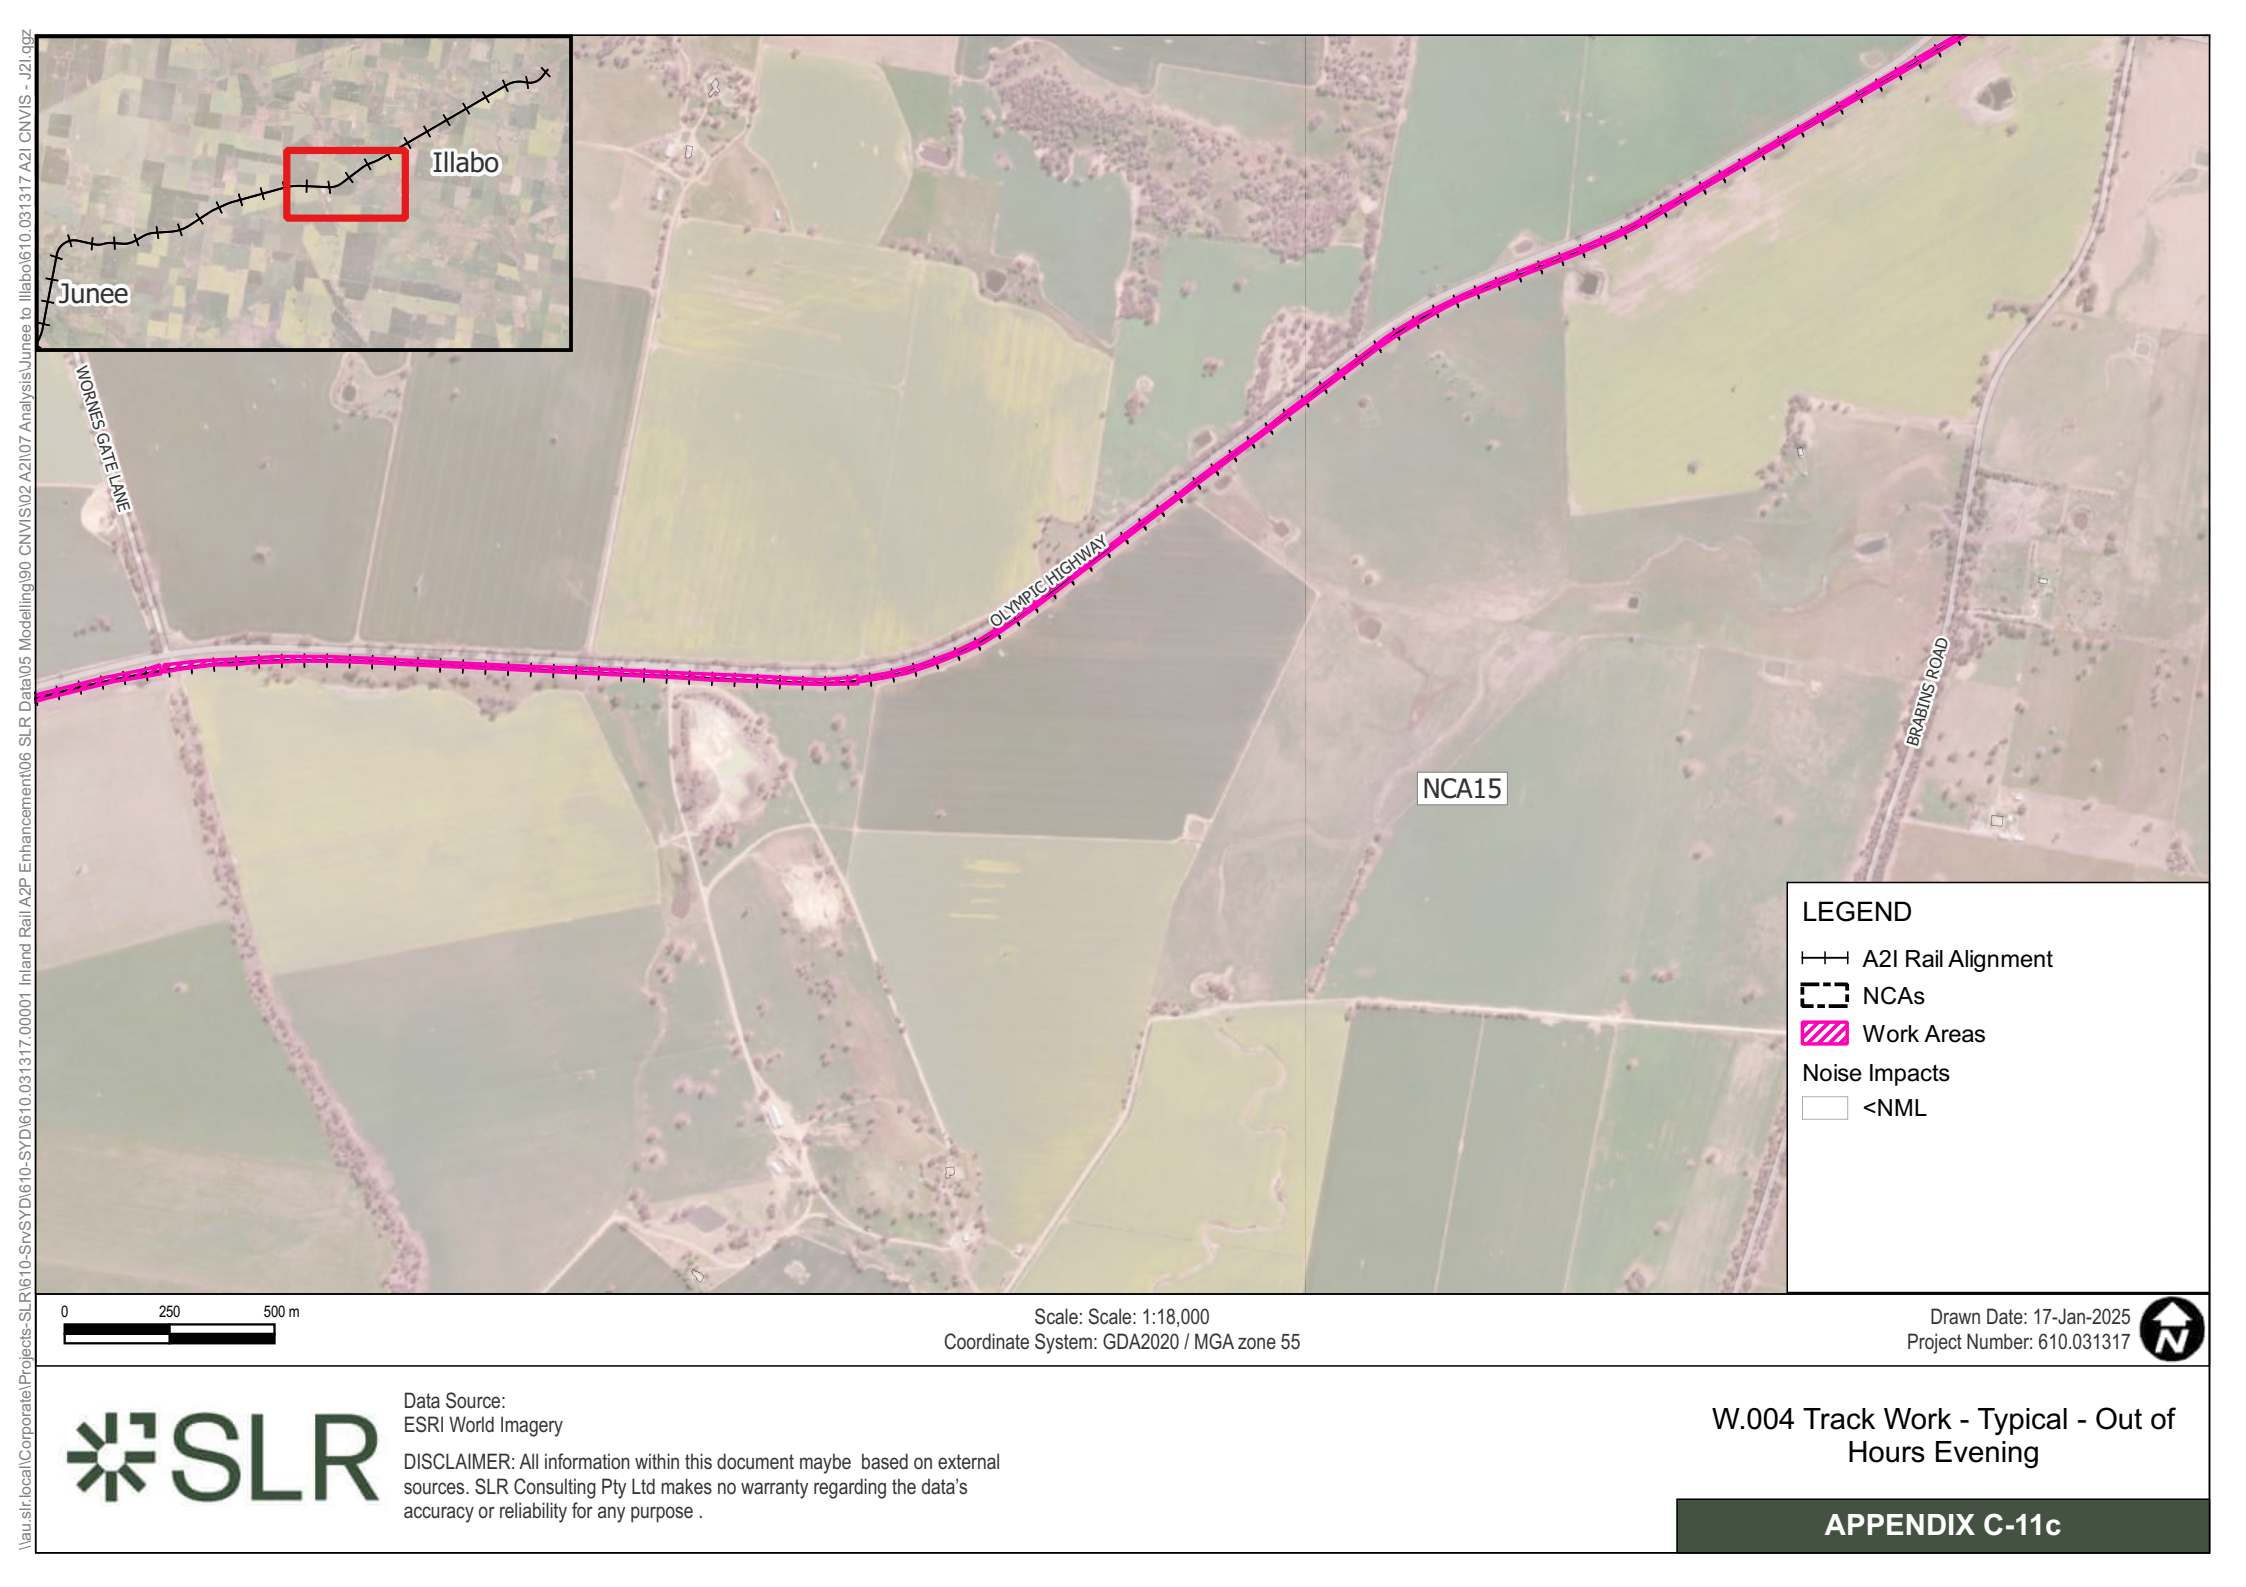 \\au.slr.local\Corporate\Projects-SLR\610-SrvSYD\610-SYD\610.031317.00001 Inland Rail A2P Enhancement\06 SLR Data\05 Modelling\90 CNVIS\02 A2I\07 Analysis\Junee to Illabo\610.031317 A2I CNVIS - J2I.qgz
Illabo
Junee
WORNES GATE LANE
OLYMPIC HIGHWAY
BRABINS ROAD
NCA15
LEGEND
A2I Rail Alignment
NCAs
Work Areas
Noise Impacts
<NML
0 250 500 m
Scale: Scale: 1:18,000
Coordinate System: GDA2020 / MGA zone 55
Drawn Date: 17-Jan-2025
Project Number: 610.031317
N
SLR
Data Source:
ESRI World Imagery
DISCLAIMER: All information within this document maybe based on external
sources. SLR Consulting Pty Ltd makes no warranty regarding the data's
accuracy or reliability for any purpose .
W.004 Track Work - Typical - Out of
Hours Evening
APPENDIX C-11c